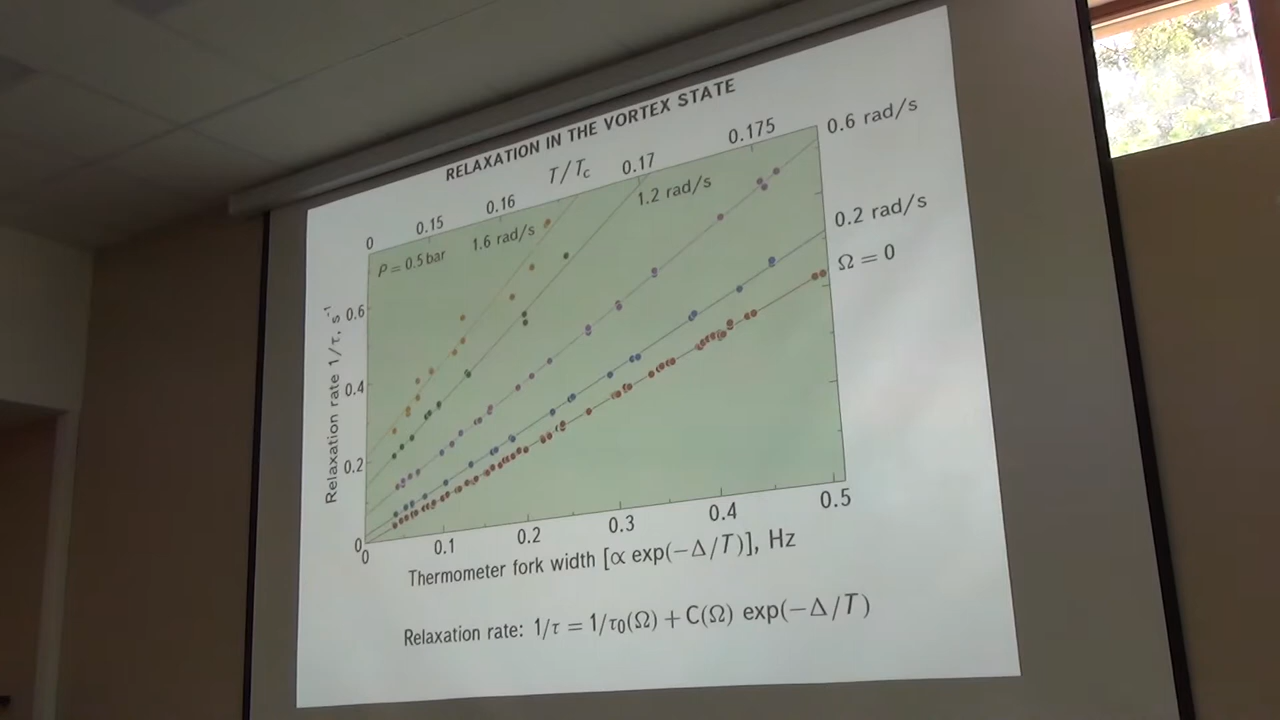 RELAXATION IN THE VORTEX STATE
T/Tc
0 0.15 0.16 0.17 0.175
P = 0.5 bar
1.6 rad/s
1.2 rad/s
0.6 rad/s
0.2 rad/s
Ω = 0
Relaxation rate 1/τ, s⁻¹
0.6
0.4
0.2
0
0 0.1 0.2 0.3 0.4 0.5
Thermometer fork width [∝ exp(−Δ/T)], Hz
Relaxation rate: 1/τ = 1/τ₀(Ω) + C(Ω) exp(−Δ/T)